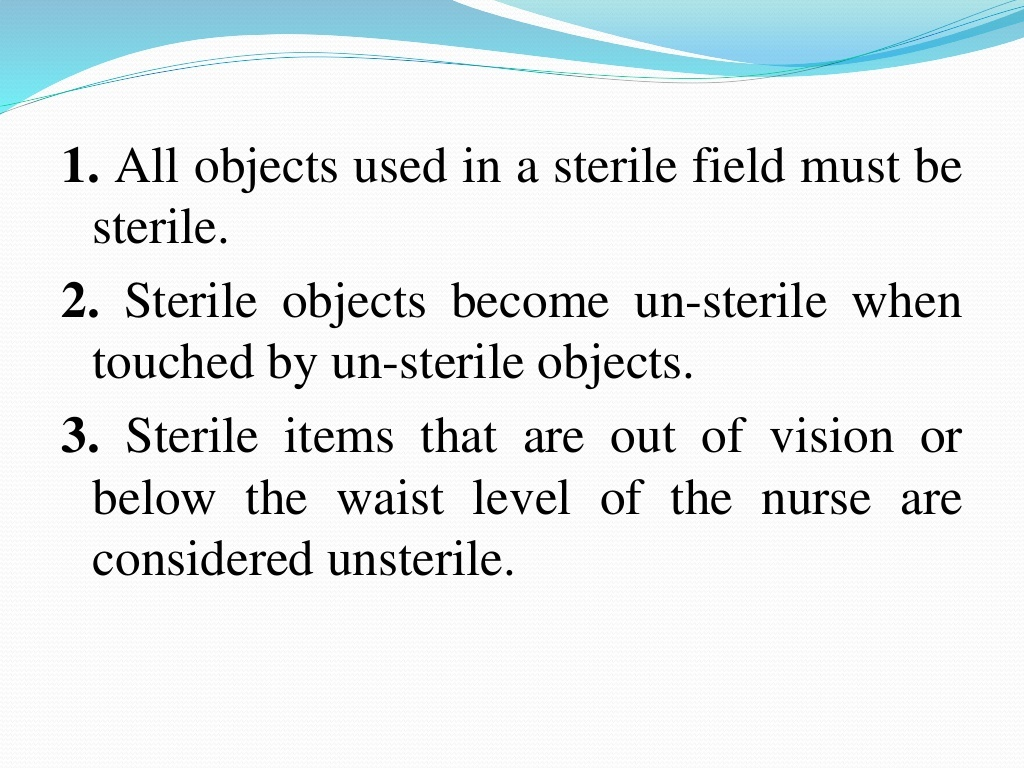 1. All objects used in a sterile field must be
sterile.
2. Sterile objects become un-sterile when
touched by un-sterile objects.
3. Sterile items that are out of vision or
below the waist level of the nurse are
considered unsterile.